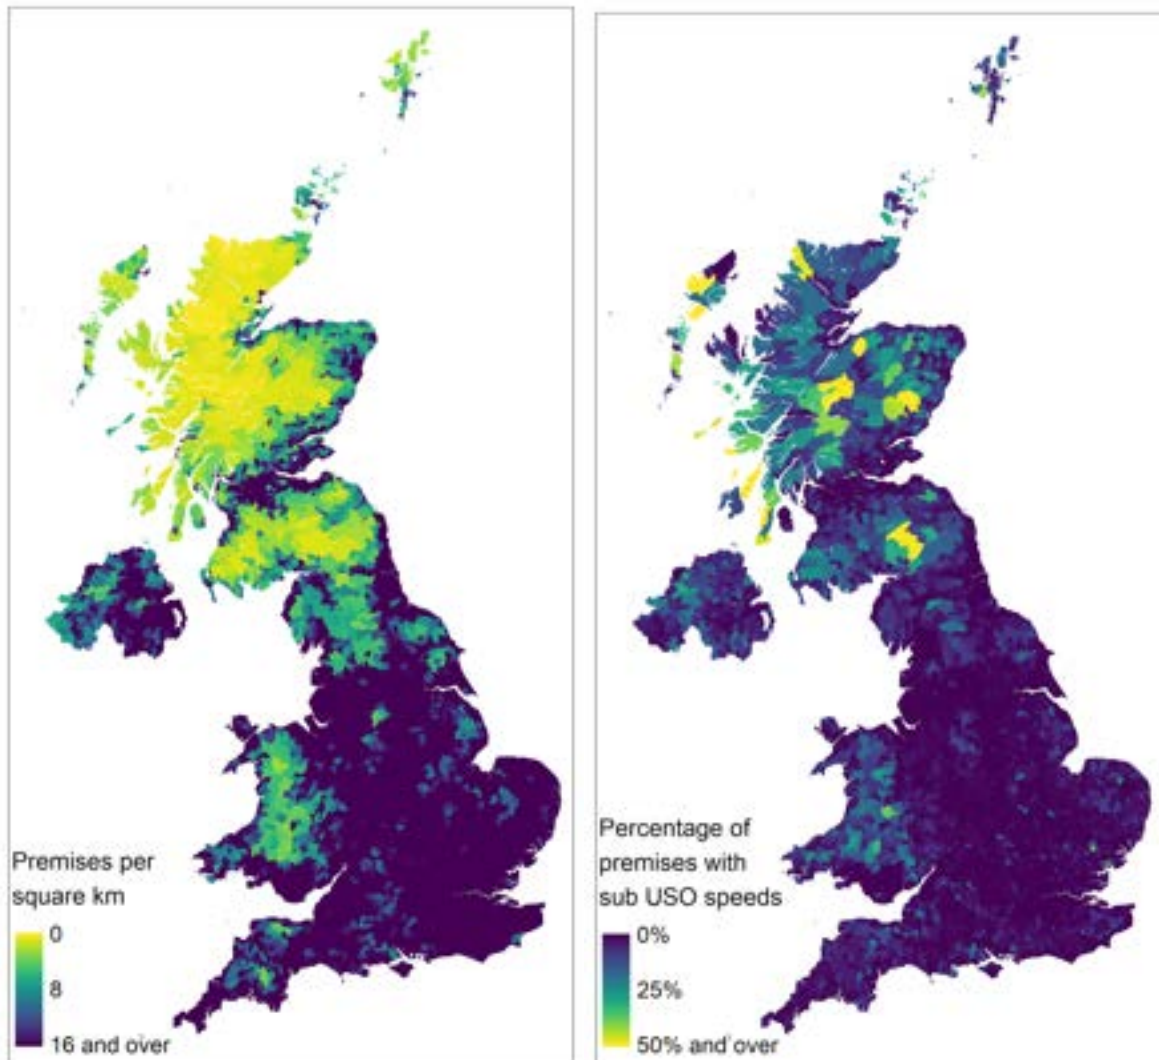 Premises per
square km
0
8
16 and over
Percentage of
premises with
sub USO speeds
0%
25%
50% and over